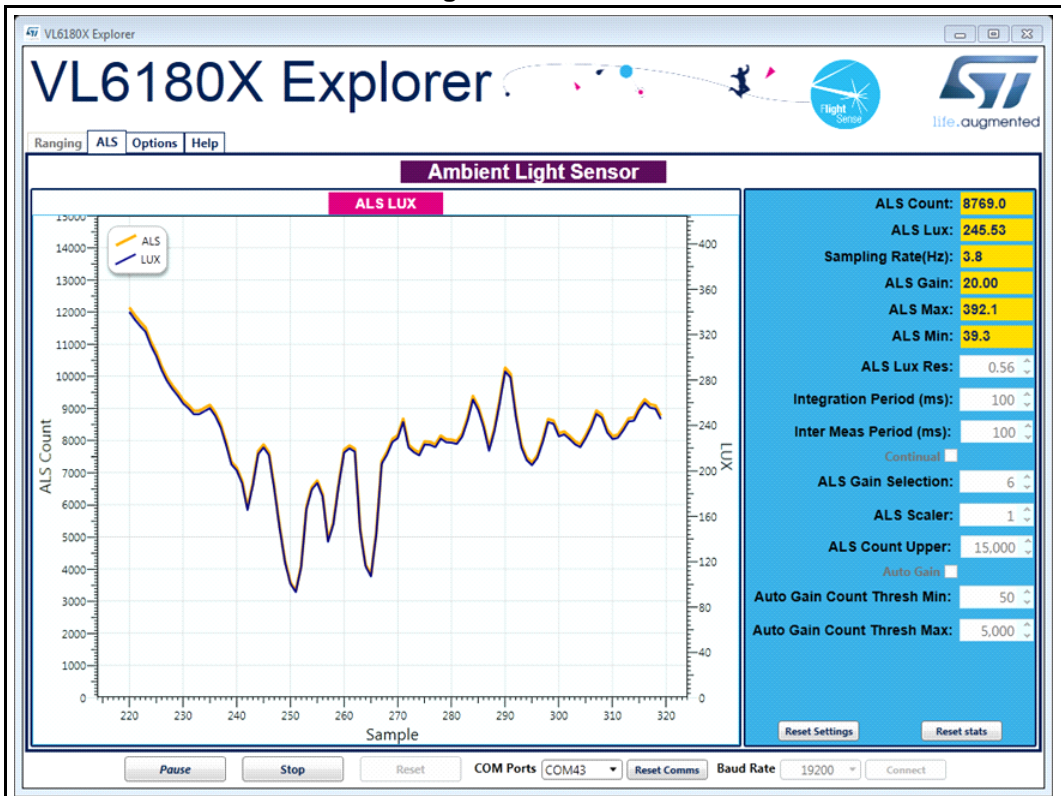 VL6180X Explorer
VL6180X Explorer
Flight
Sense
life.augmented
Ranging ALS Options Help
Ambient Light Sensor
ALS LUX
ALS
LUX
ALS Count
15000
14000
13000
12000
11000
10000
9000
8000
7000
6000
5000
4000
3000
2000
1000
0
220 230 240 250 260 270 280 290 300 310 320
Sample
400
360
320
280
240
200
160
120
80
40
0
LUX
ALS Count: 8769.0
ALS Lux: 245.53
Sampling Rate(Hz): 3.8
ALS Gain: 20.00
ALS Max: 392.1
ALS Min: 39.3
ALS Lux Res: 0.56
Integration Period (ms): 100
Inter Meas Period (ms): 100
Continual
ALS Gain Selection: 6
ALS Scaler: 1
ALS Count Upper: 15,000
Auto Gain
Auto Gain Count Thresh Min: 50
Auto Gain Count Thresh Max: 5,000
Reset Settings Reset stats
Pause Stop Reset COM Ports COM43 Reset Comms Baud Rate 19200 Connect